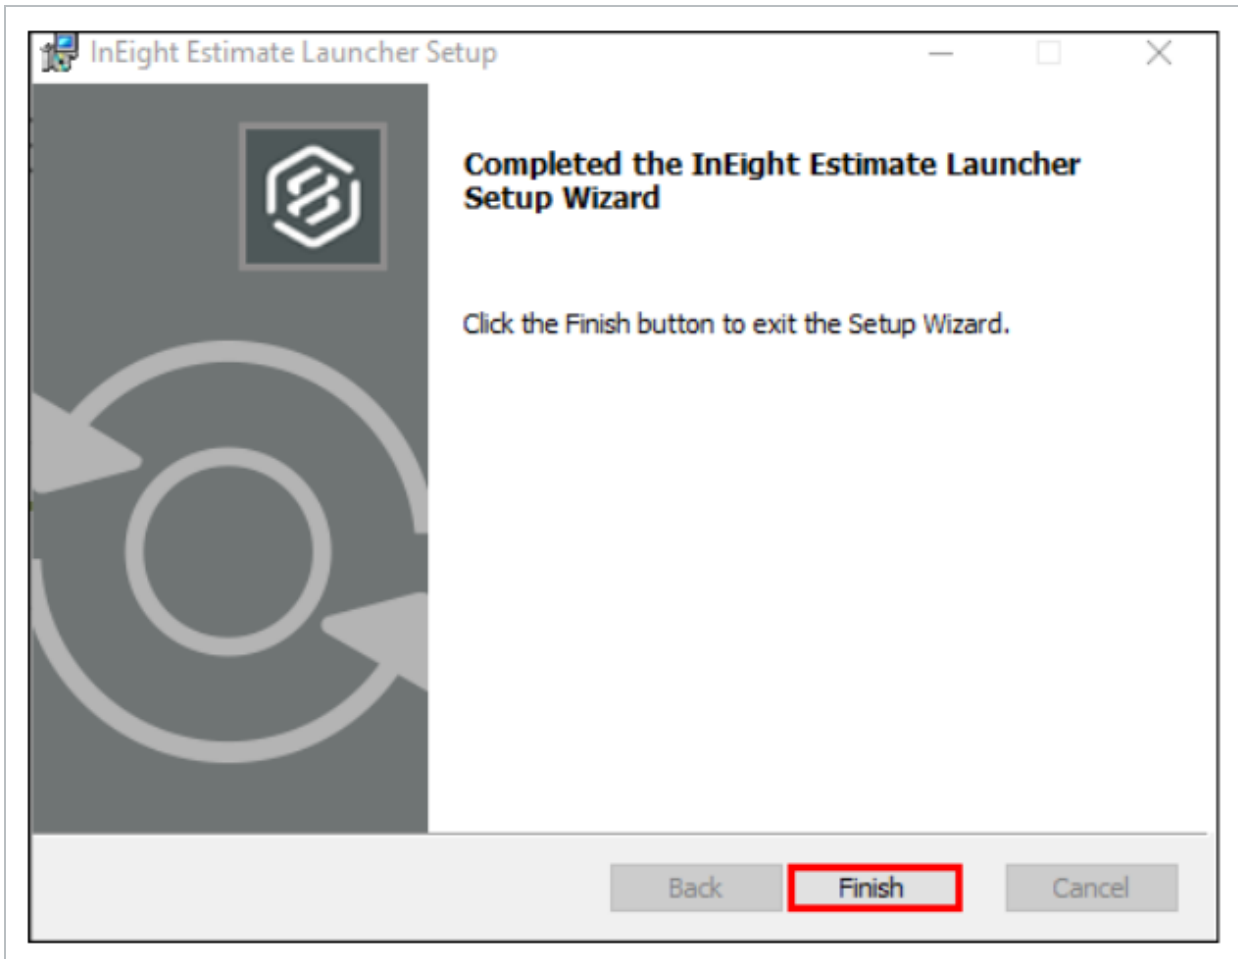 InEight Estimate Launcher Setup
Completed the InEight Estimate Launcher
Setup Wizard
Click the Finish button to exit the Setup Wizard.
Back
Finish
Cancel